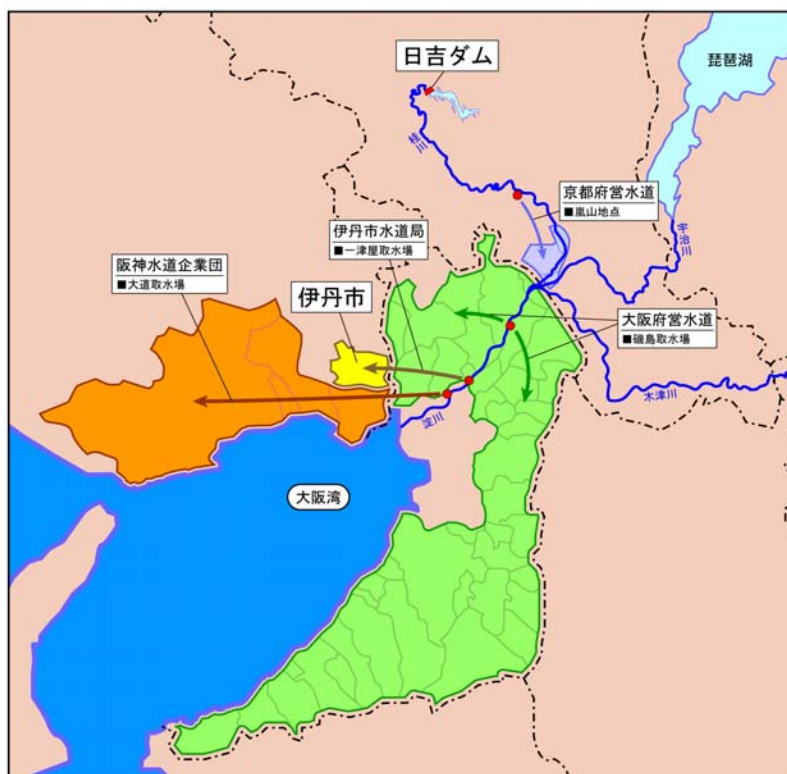 日吉ダム
琵琶湖
桂川
京都府営水道
■嵐山地点
宇治川
伊丹市水道局
■一津屋取水場
阪神水道企業団
■大道取水場
伊丹市
大阪府営水道
■磯島取水場
木津川
淀川
大阪湾